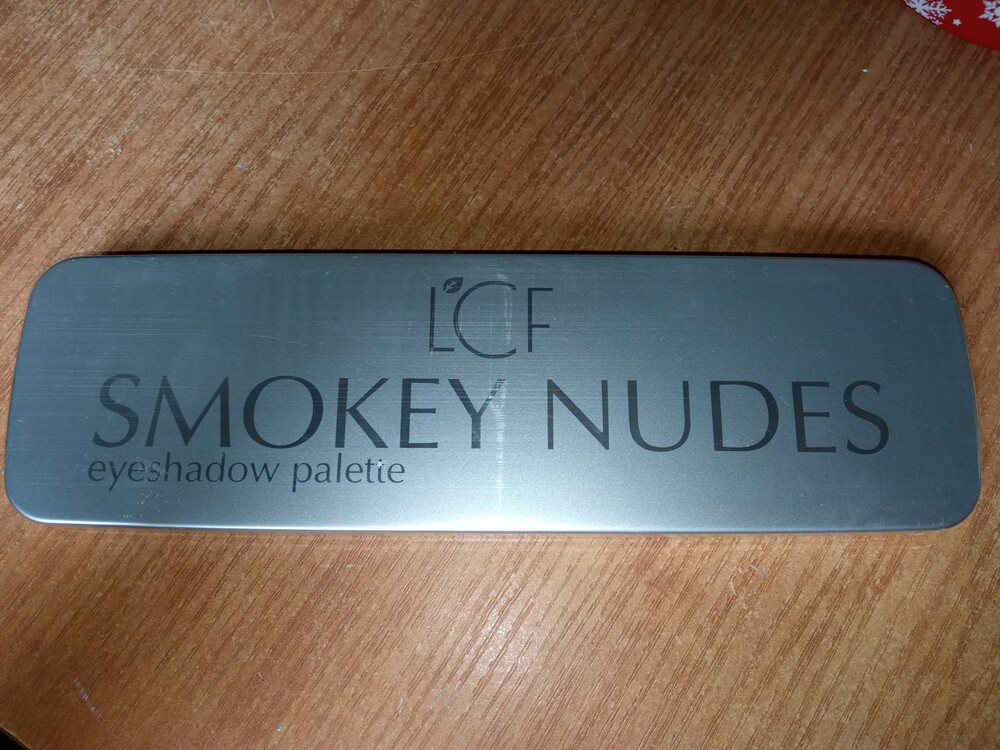 LCF
SMOKEY NUDES
eyeshadow palette